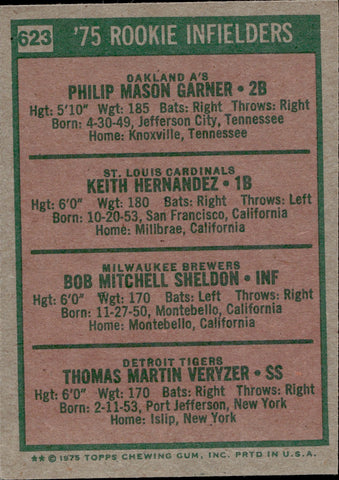 623 '75 ROOKIE INFIELDERS
OAKLAND A'S
PHILIP MASON GARNER • 2B
Hgt: 5'10" Wgt: 185 Bats: Right Throws: Right
Born: 4-30-49, Jefferson City, Tennessee
Home: Knoxville, Tennessee
ST. LOUIS CARDINALS
KEITH HERNANDEZ • 1B
Hgt: 6'0" Wgt: 180 Bats: Right Throws: Left
Born: 10-20-53, San Francisco, California
Home: Millbrae, California
MILWAUKEE BREWERS
BOB MITCHELL SHELDON • INF
Hgt: 6'0" Wgt: 170 Bats: Left Throws: Right
Born: 11-27-50, Montebello, California
Home: Montebello, California
DETROIT TIGERS
THOMAS MARTIN VERYZER • SS
Hgt: 6'0" Wgt: 170 Bats: Right Throws: Right
Born: 2-11-53, Port Jefferson, New York
Home: Islip, New York
** © 1975 TOPPS CHEWING GUM, INC. PRTD IN U.S.A.